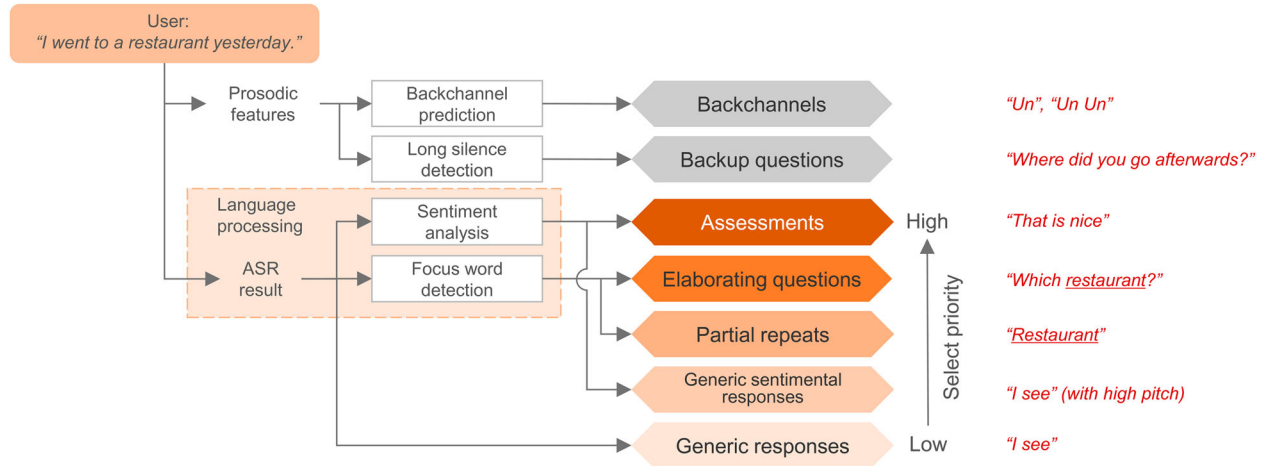 User:
“I went to a restaurant yesterday.”
Prosodic
features
Backchannel
prediction
Backchannels
“Un”, “Un Un”
Long silence
detection
Backup questions
“Where did you go afterwards?”
Language
processing
Sentiment
analysis
Assessments
High
“That is nice”
ASR
result
Focus word
detection
Elaborating questions
“Which restaurant?”
Partial repeats
“Restaurant”
Select priority
Generic sentimental
responses
“I see” (with high pitch)
Generic responses
Low
“I see”